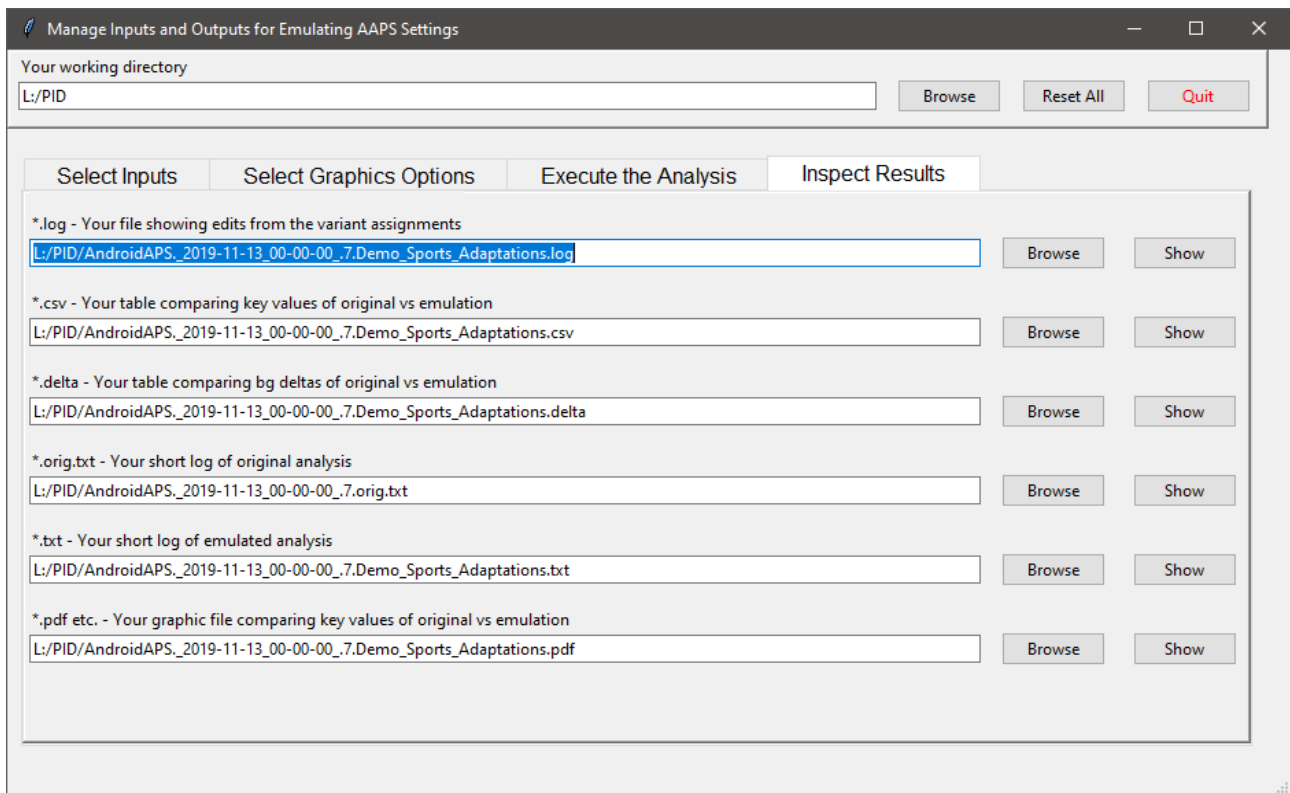 Manage Inputs and Outputs for Emulating AAPS Settings
Your working directory
L:/PID Browse Reset All Quit
Select Inputs Select Graphics Options Execute the Analysis Inspect Results
*.log - Your file showing edits from the variant assignments
L:/PID/AndroidAPS._2019-11-13_00-00-00_.7.Demo_Sports_Adaptations.log Browse Show
*.csv - Your table comparing key values of original vs emulation
L:/PID/AndroidAPS._2019-11-13_00-00-00_.7.Demo_Sports_Adaptations.csv Browse Show
*.delta - Your table comparing bg deltas of original vs emulation
L:/PID/AndroidAPS._2019-11-13_00-00-00_.7.Demo_Sports_Adaptations.delta Browse Show
*.orig.txt - Your short log of original analysis
L:/PID/AndroidAPS._2019-11-13_00-00-00_.7.orig.txt Browse Show
*.txt - Your short log of emulated analysis
L:/PID/AndroidAPS._2019-11-13_00-00-00_.7.Demo_Sports_Adaptations.txt Browse Show
*.pdf etc. - Your graphic file comparing key values of original vs emulation
L:/PID/AndroidAPS._2019-11-13_00-00-00_.7.Demo_Sports_Adaptations.pdf Browse Show